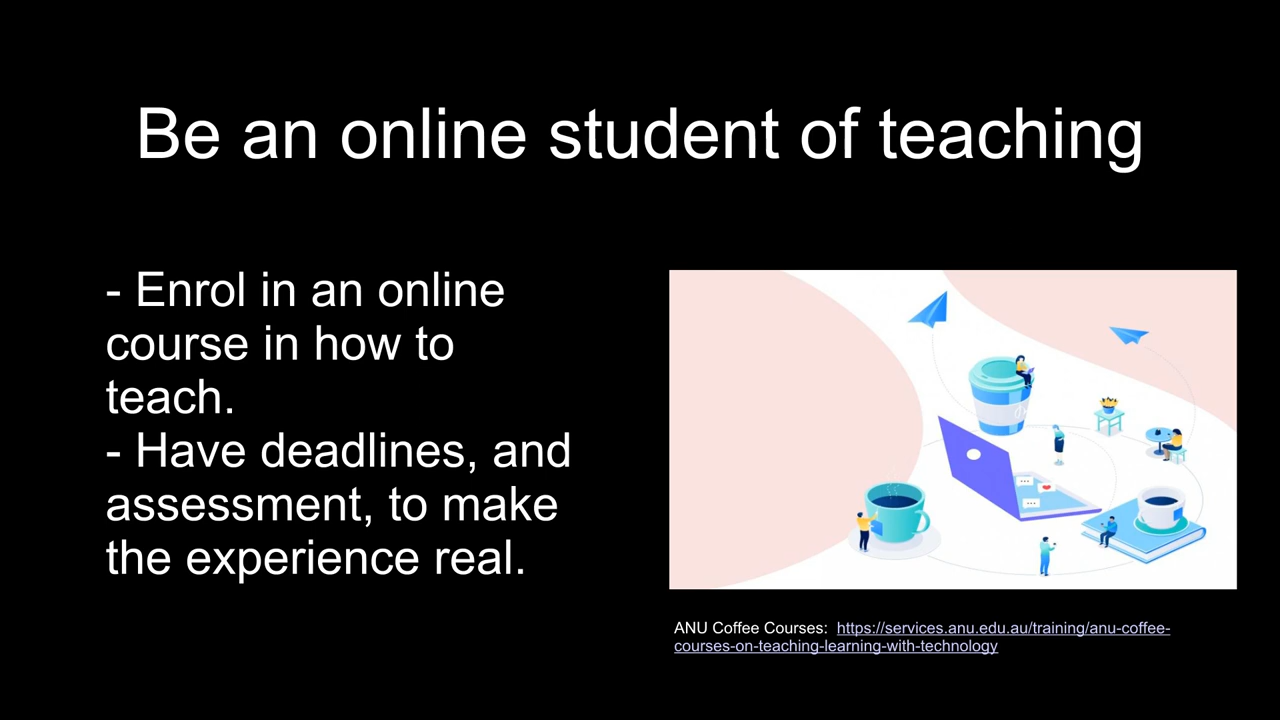 Be an online student of teaching
- Enrol in an online
course in how to
teach.
- Have deadlines, and
assessment, to make
the experience real.
ANU Coffee Courses: https://services.anu.edu.au/training/anu-coffee-
courses-on-teaching-learning-with-technology